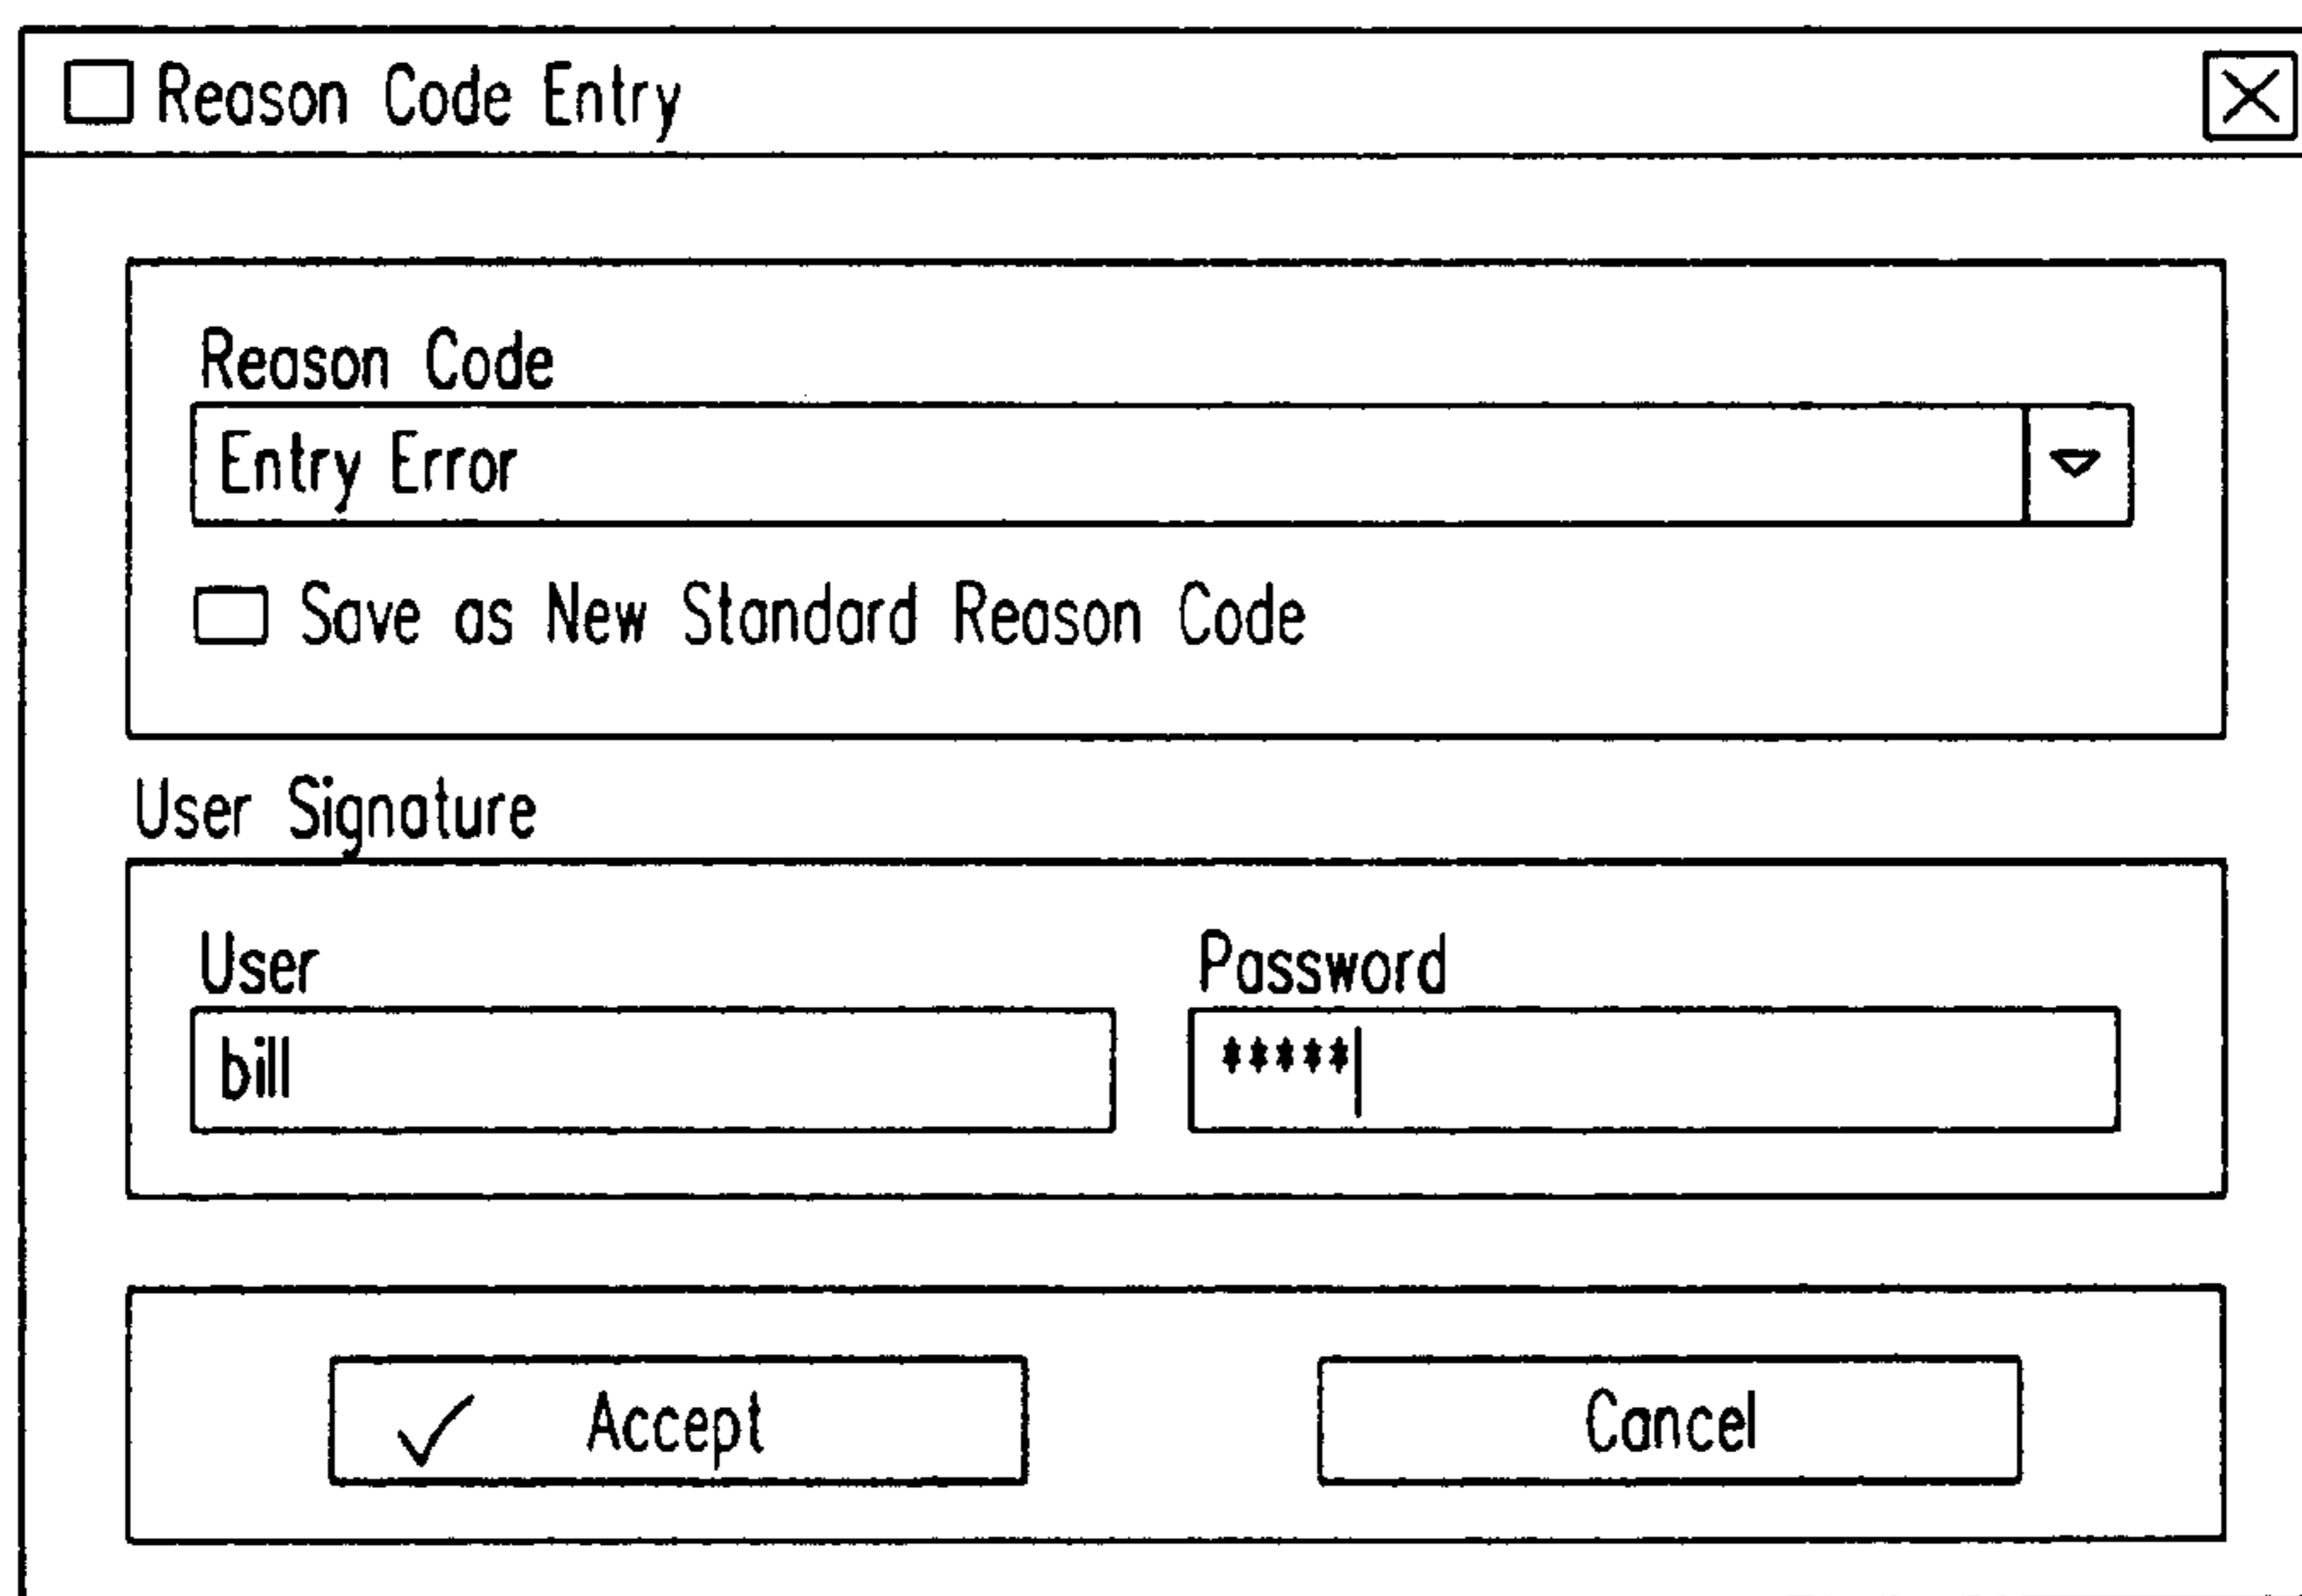 Reason Code Entry
Reason Code
Entry Error
Save as New Standard Reason Code
User Signature
User Password
bill *****
Accept Cancel